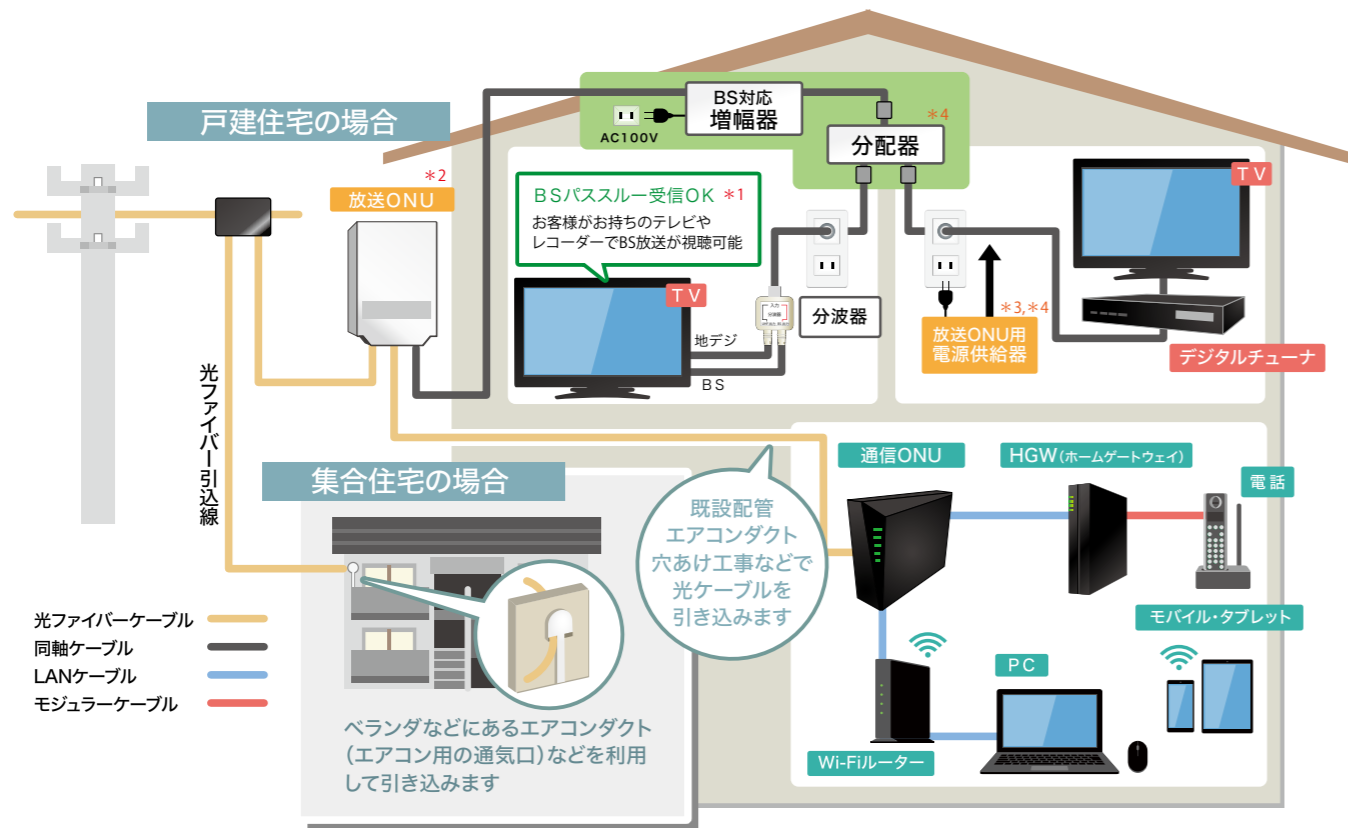 戸建住宅の場合
BS対応
増幅器
AC100V
＊4
分配器
＊2
放送ONU
BSパススルー受信OK ＊1
お客様がお持ちのテレビや
レコーダーでBS放送が視聴可能
TV
TV
入力
分波器
分波器
地デジ
BS
＊3,＊4
放送ONU用
電源供給器
デジタルチューナ
光ファイバー引込線
集合住宅の場合
既設配管
エアコンダクト
穴あけ工事などで
光ケーブルを
引き込みます
通信ONU
HGW(ホームゲートウェイ)
電話
モバイル・タブレット
PC
Wi-Fiルーター
光ファイバーケーブル
同軸ケーブル
LANケーブル
モジュラーケーブル
ベランダなどにあるエアコンダクト
(エアコン用の通気口)などを利用
して引き込みます